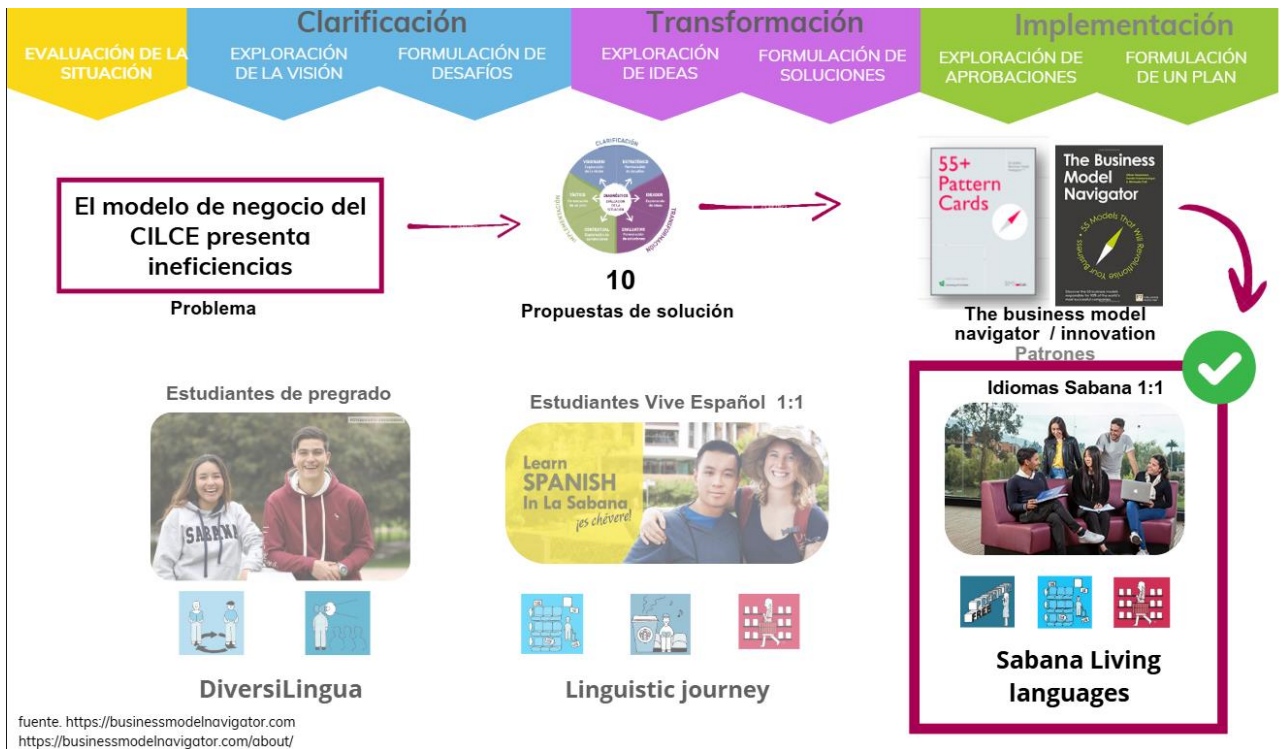 Clarificación
Transformación
Implementación
EVALUACIÓN DE LA
SITUACIÓN
EXPLORACIÓN
DE LA VISIÓN
FORMULACIÓN DE
DESAFÍOS
EXPLORACIÓN
DE IDEAS
FORMULACIÓN DE
SOLUCIONES
EXPLORACIÓN DE
APROBACIONES
FORMULACIÓN
DE UN PLAN
El modelo de negocio del
CILCE presenta
ineficiencias
Problema
CLARIFICACIÓN
TRANSFORMACIÓN
10
Propuestas de solución
55+
Pattern
Cards
The Business
Model
Navigator
55 Models That Will Revolutionise Your Business
The business model
navigator / innovation
Patrones
Estudiantes de pregrado
SABANA
DiversiLingua
Estudiantes Vive Español 1:1
Learn
SPANISH
In La Sabana
¡es chévere!
Linguistic journey
Idiomas Sabana 1:1
FREE
Sabana Living
languages
fuente. https://businessmodelnavigator.com
https://businessmodelnavigator.com/about/